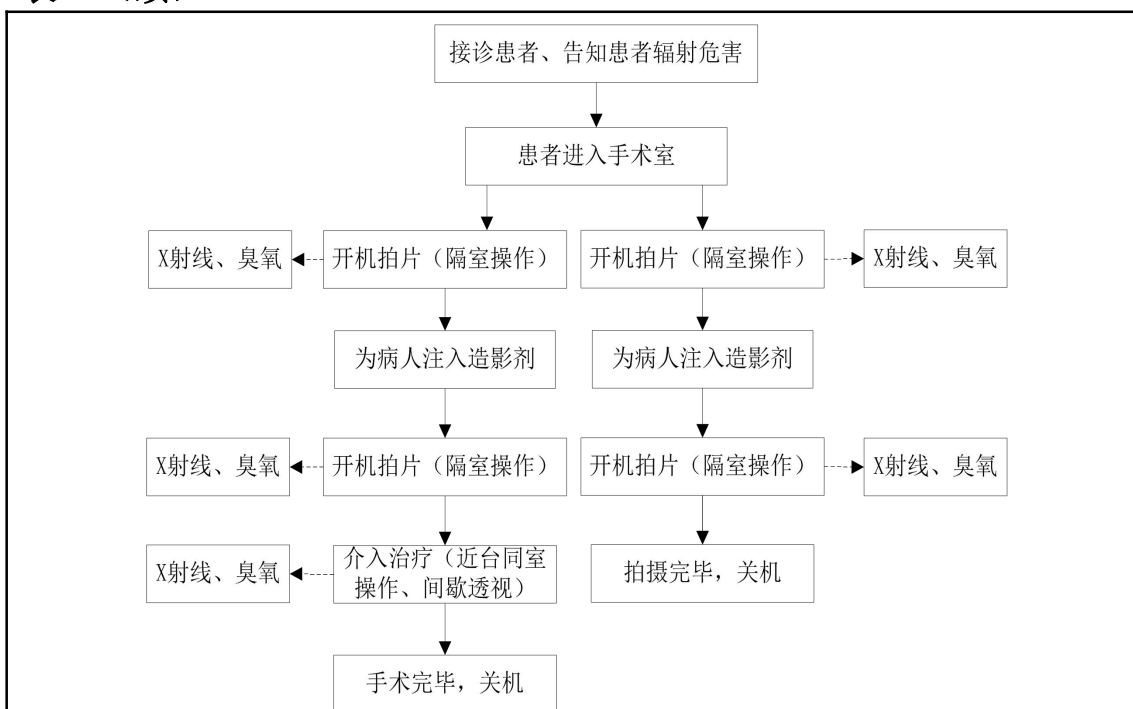 接诊患者、告知患者辐射危害
患者进入手术室
X射线、臭氧
开机拍片（隔室操作）
开机拍片（隔室操作）
X射线、臭氧
为病人注入造影剂
为病人注入造影剂
X射线、臭氧
开机拍片（隔室操作）
开机拍片（隔室操作）
X射线、臭氧
X射线、臭氧
介入治疗（近台同室
操作、间歇透视）
拍摄完毕，关机
手术完毕，关机